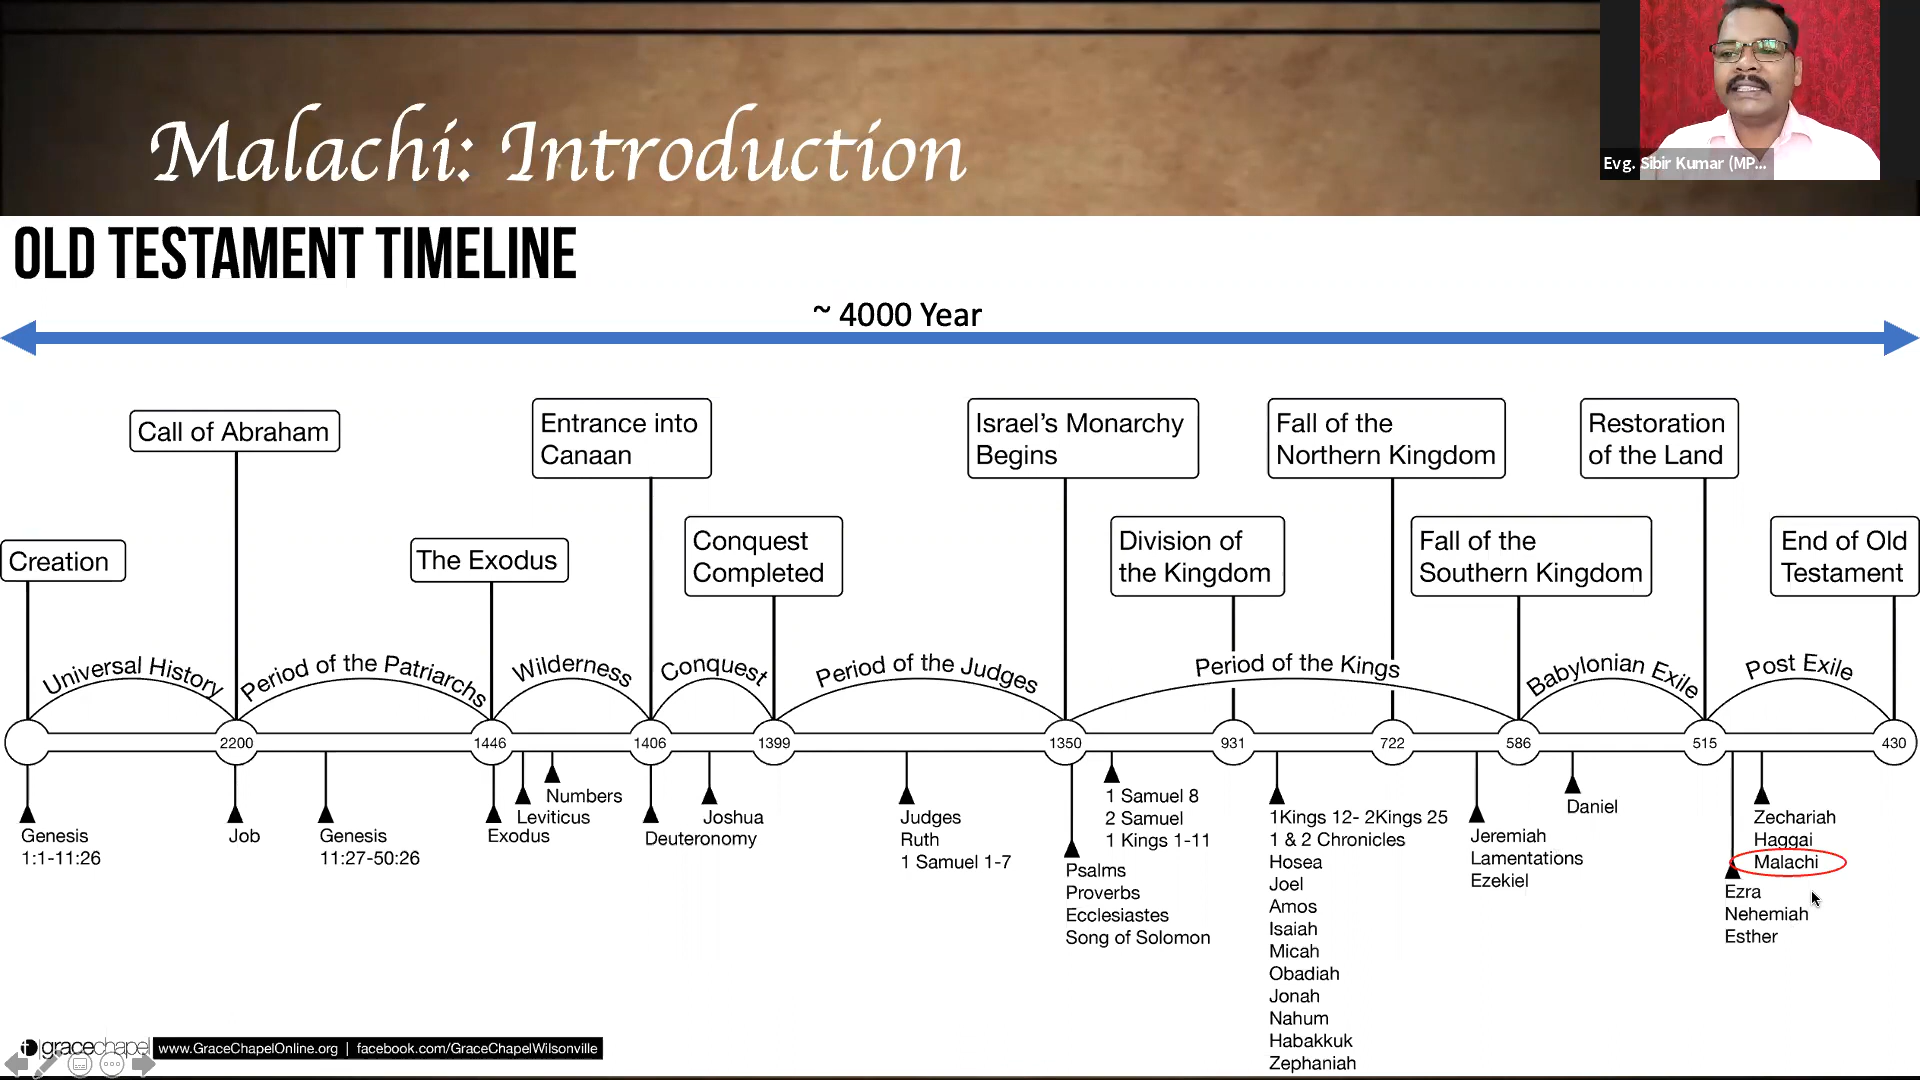 Malachi: Introduction
Evg. Sibir Kumar (MP...
OLD TESTAMENT TIMELINE
~ 4000 Year
Call of Abraham
Entrance into
Canaan
Israel's Monarchy
Begins
Fall of the
Northern Kingdom
Restoration
of the Land
Creation
The Exodus
Conquest
Completed
Division of
the Kingdom
Fall of the
Southern Kingdom
End of Old
Testament
Universal History
Period of the Patriarchs
Wilderness
Conquest
Period of the Judges
Period of the Kings
Babylonian Exile
Post Exile
2200
1446
1406
1399
1350
931
722
586
515
430
Genesis
1:1-11:26
Job
Genesis
11:27-50:26
Exodus
Leviticus
Numbers
Deuteronomy
Joshua
Judges
Ruth
1 Samuel 1-7
Psalms
Proverbs
Ecclesiastes
Song of Solomon
1 Samuel 8
2 Samuel
1 Kings 1-11
1Kings 12- 2Kings 25
1 & 2 Chronicles
Hosea
Joel
Amos
Isaiah
Micah
Obadiah
Jonah
Nahum
Habakkuk
Zephaniah
Jeremiah
Lamentations
Ezekiel
Daniel
Zechariah
Haggai
Malachi
Ezra
Nehemiah
Esther
gracechapel
www.GraceChapelOnline.org | facebook.com/GraceChapelWilsonville